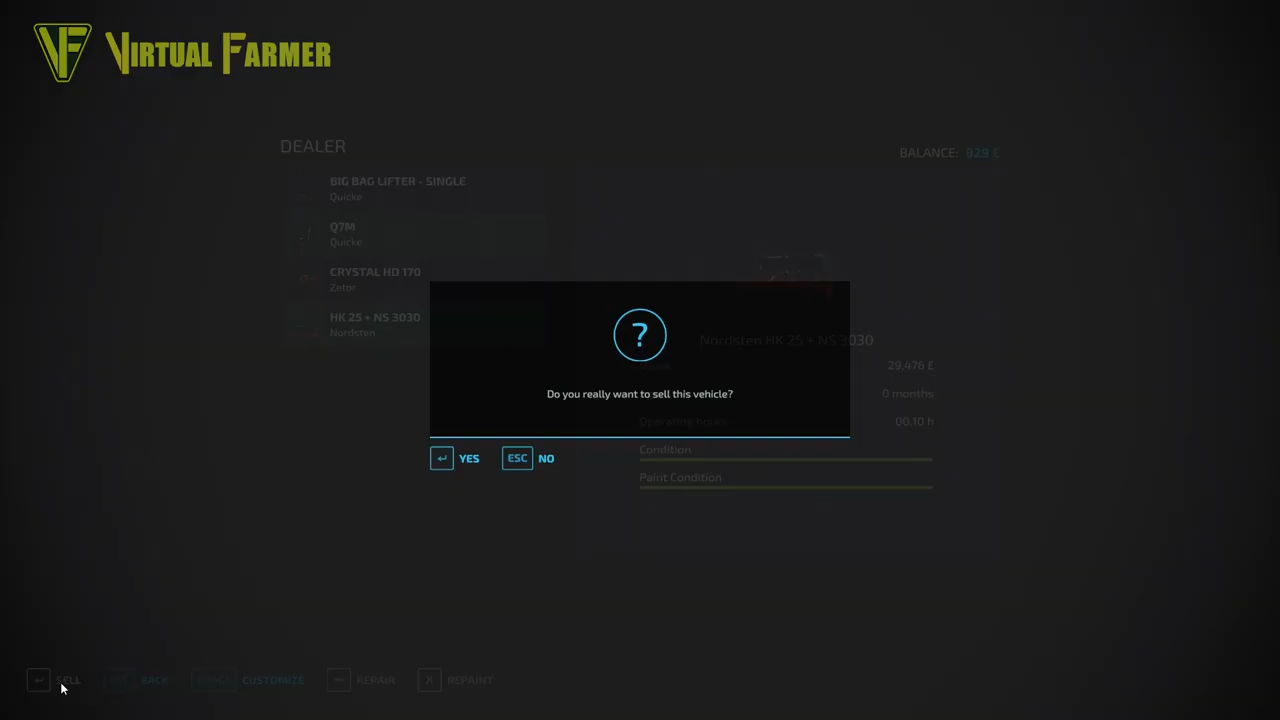 VF VIRTUAL FARMER
DEALER
BALANCE: 829 £
BIG BAG LIFTER - SINGLE
Quicke
Q7M
Quicke
CRYSTAL HD 170
Zetor
HK 25 + NS 3030
Nordsten
?
Nordsten HK 25 + NS 3030
29,476 £
Do you really want to sell this vehicle?
0 months
Operating hours
00:10 h
Condition
YES
ESC NO
Paint Condition
SELL
BACK
CUSTOMIZE
REPAIR
X REPAINT